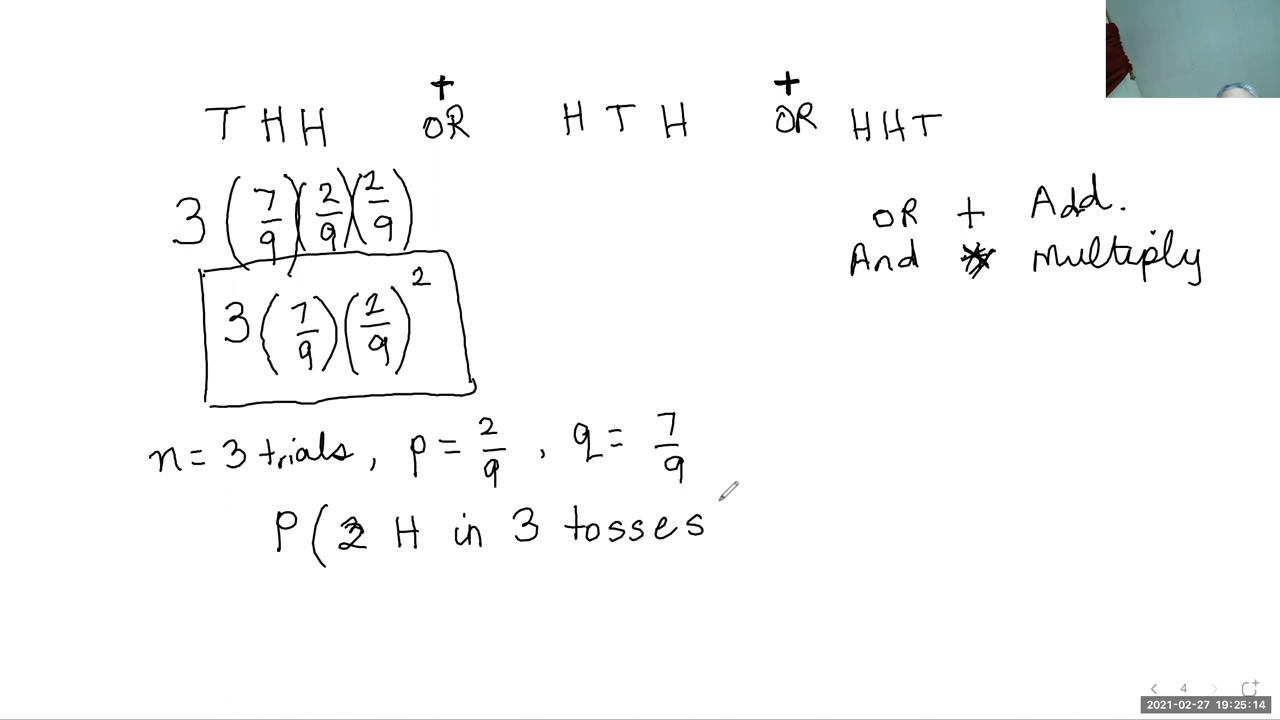 + +
T H H OR H T H OR H H T
3 (7/9)(2/9)(2/9)
OR + Add.
And * Multiply
3 (7/9)(2/9)²
n = 3 trials, p = 2/9, q = 7/9
P(2 H in 3 tosses
4
2021-02-27 19:25:14